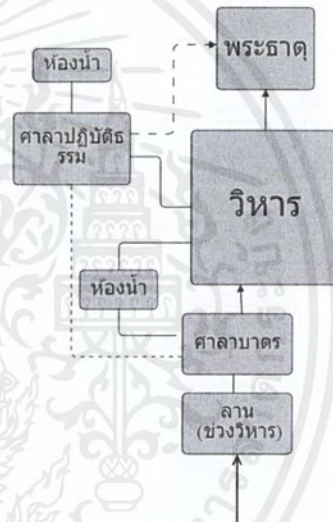 พระธาตุ
ห้องน้ำ
ศาลาปฏิบัติธ
รรม
วิหาร
ห้องน้ำ
ศาลาบาตร
ลาน
(ข่วงวิหาร)